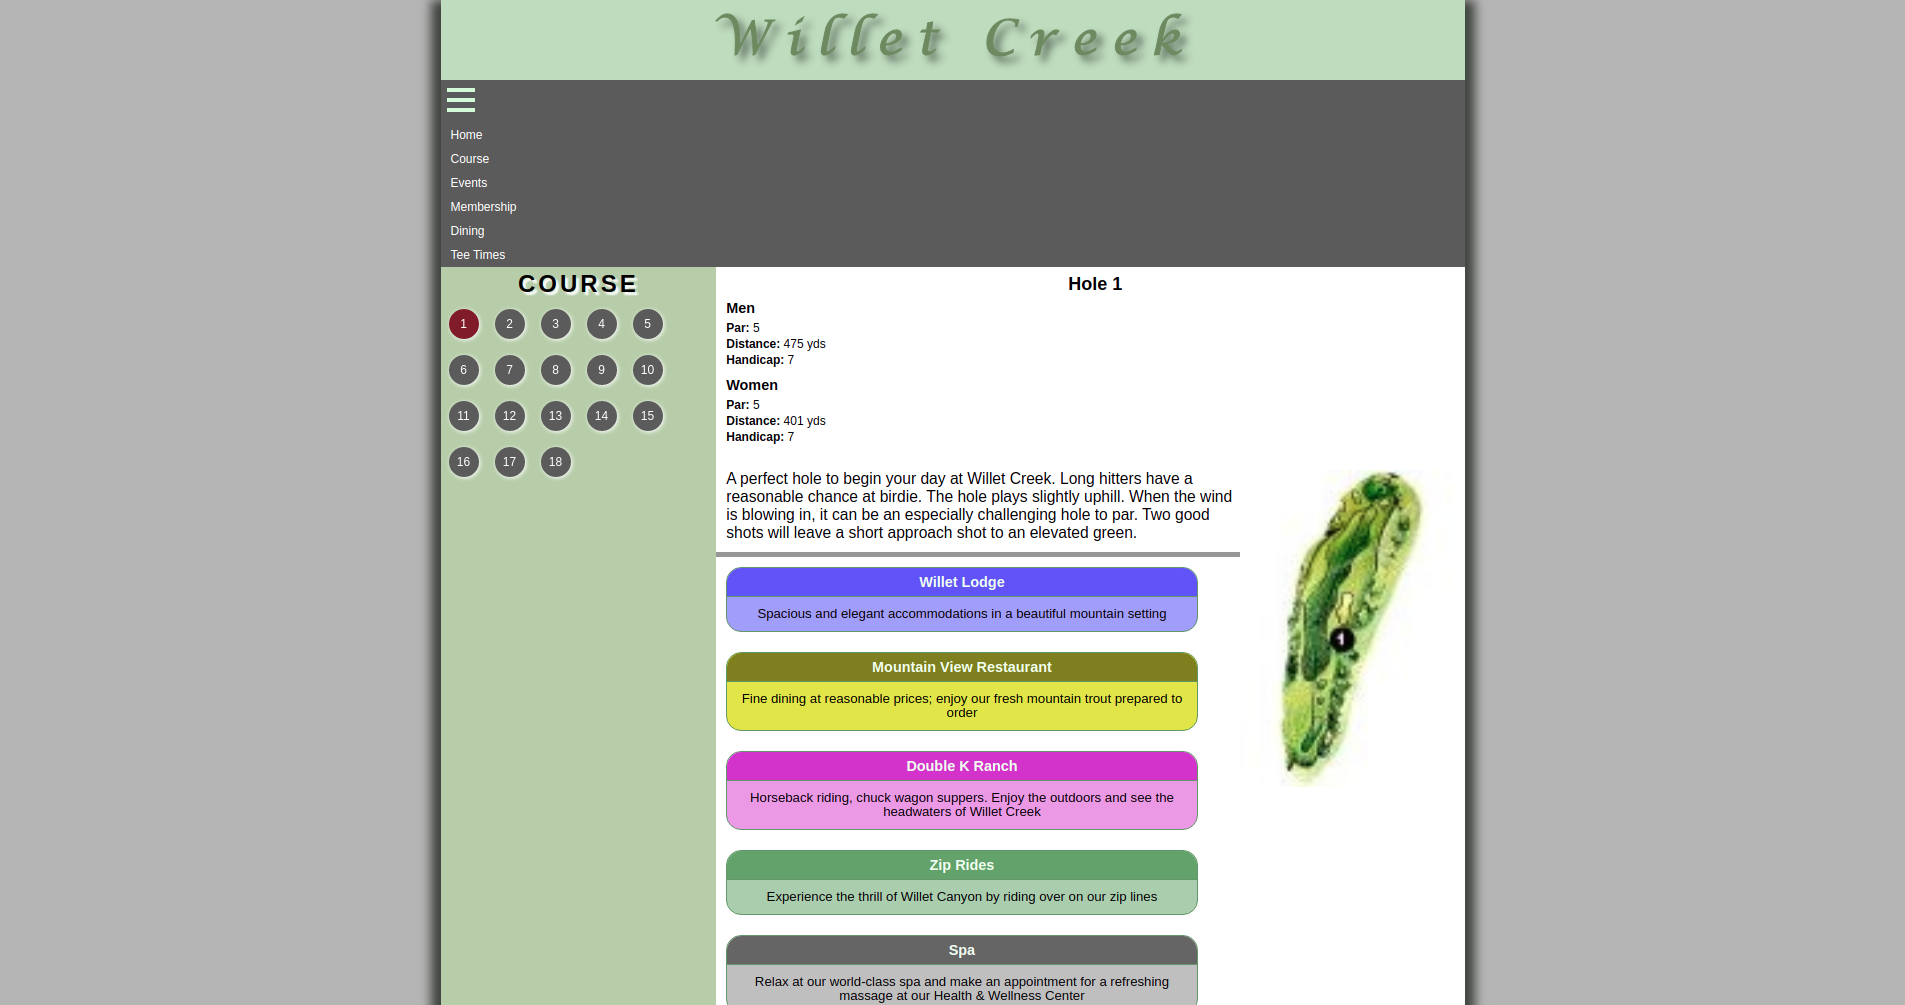 Willet Creek
Home
Course
Events
Membership
Dining
Tee Times
COURSE
1 2 3 4 5
6 7 8 9 10
11 12 13 14 15
16 17 18
Hole 1
Men
Par: 5
Distance: 475 yds
Handicap: 7
Women
Par: 5
Distance: 401 yds
Handicap: 7
A perfect hole to begin your day at Willet Creek. Long hitters have a
reasonable chance at birdie. The hole plays slightly uphill. When the wind
is blowing in, it can be an especially challenging hole to par. Two good
shots will leave a short approach shot to an elevated green.
1
Willet Lodge
Spacious and elegant accommodations in a beautiful mountain setting
Mountain View Restaurant
Fine dining at reasonable prices; enjoy our fresh mountain trout prepared to
order
Double K Ranch
Horseback riding, chuck wagon suppers. Enjoy the outdoors and see the
headwaters of Willet Creek
Zip Rides
Experience the thrill of Willet Canyon by riding over on our zip lines
Spa
Relax at our world-class spa and make an appointment for a refreshing
massage at our Health & Wellness Center